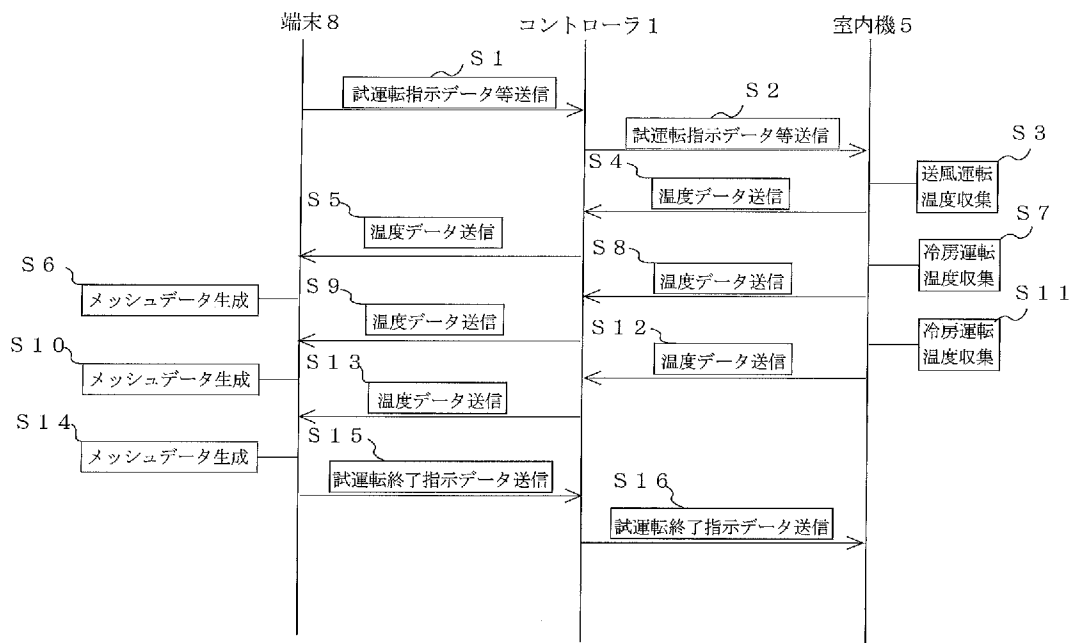 端末８
コントローラ１
室内機５
Ｓ１
試運転指示データ等送信
Ｓ２
試運転指示データ等送信
Ｓ３
送風運転
温度収集
Ｓ４
温度データ送信
Ｓ５
温度データ送信
Ｓ６
メッシュデータ生成
Ｓ７
冷房運転
温度収集
Ｓ８
温度データ送信
Ｓ９
温度データ送信
Ｓ１０
メッシュデータ生成
Ｓ１１
冷房運転
温度収集
Ｓ１２
温度データ送信
Ｓ１３
温度データ送信
Ｓ１４
メッシュデータ生成
Ｓ１５
試運転終了指示データ送信
Ｓ１６
試運転終了指示データ送信